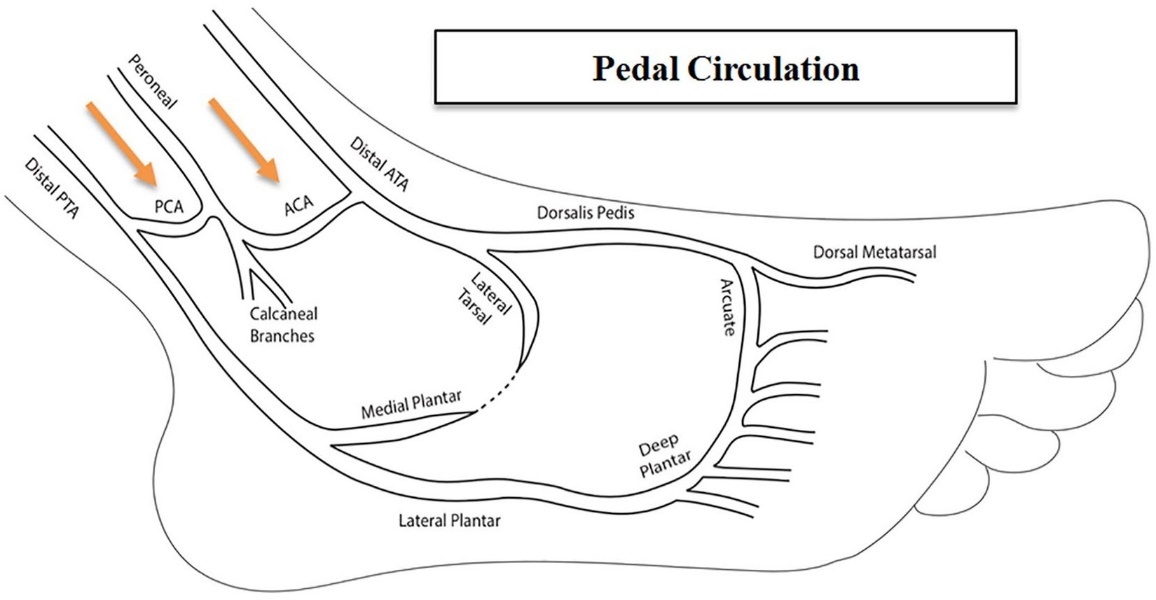 Pedal Circulation
Peroneal
Distal PTA
PCA
ACA
Distal ATA
Dorsalis Pedis
Dorsal Metatarsal
Lateral
Tarsal
Arcuate
Calcaneal
Branches
Medial Plantar
Deep
Plantar
Lateral Plantar